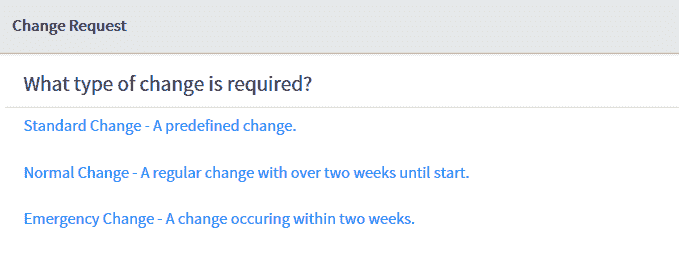 Change Request
What type of change is required?
Standard Change - A predefined change.
Normal Change - A regular change with over two weeks until start.
Emergency Change - A change occuring within two weeks.